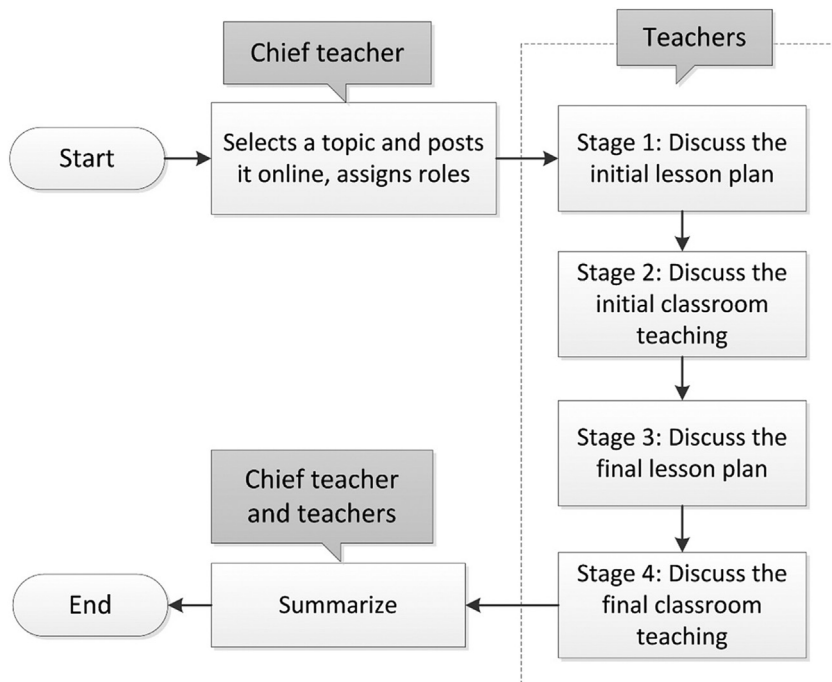 Chief teacher
Teachers
Start
Selects a topic and posts
it online, assigns roles
Stage 1: Discuss the
initial lesson plan
Stage 2: Discuss the
initial classroom
teaching
Stage 3: Discuss the
final lesson plan
Stage 4: Discuss the
final classroom
teaching
Chief teacher
and teachers
Summarize
End